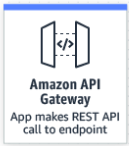 Amazon API
Gateway
App makes REST API
call to endpoint